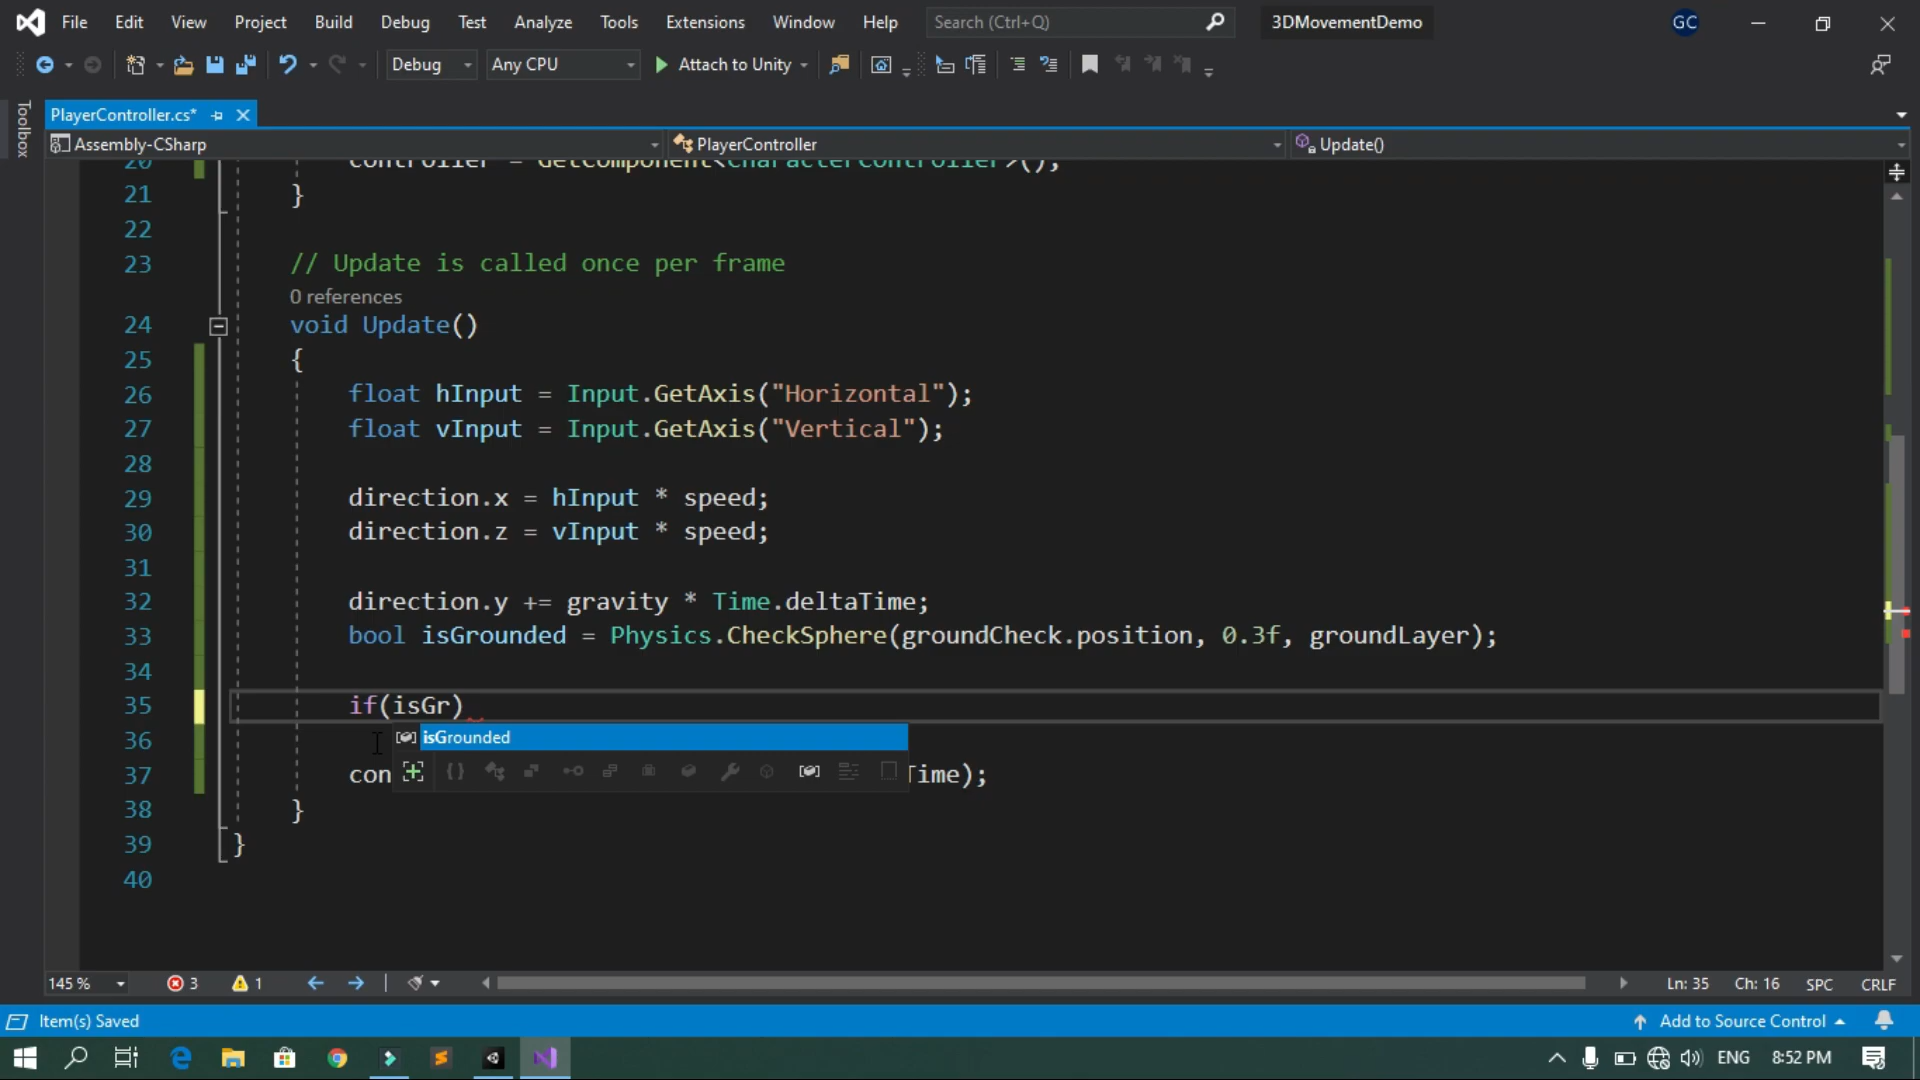 File Edit View Project Build Debug Test Analyze Tools Extensions Window Help Search (Ctrl+Q) 3DMovementDemo GC
Debug Any CPU Attach to Unity
Toolbox
PlayerController.cs*
Assembly-CSharp PlayerController Update()
20 controller = GetComponent<CharacterController>();
21 }
22
23 // Update is called once per frame
0 references
24 void Update()
25 {
26 float hInput = Input.GetAxis("Horizontal");
27 float vInput = Input.GetAxis("Vertical");
28
29 direction.x = hInput * speed;
30 direction.z = vInput * speed;
31
32 direction.y += gravity * Time.deltaTime;
33 bool isGrounded = Physics.CheckSphere(groundCheck.position, 0.3f, groundLayer);
34
35 if(isGr)
36 isGrounded
37 con Time);
38 }
39 }
40
145 % 3 1 Ln: 35 Ch: 16 SPC CRLF
Item(s) Saved Add to Source Control
ENG 8:52 PM